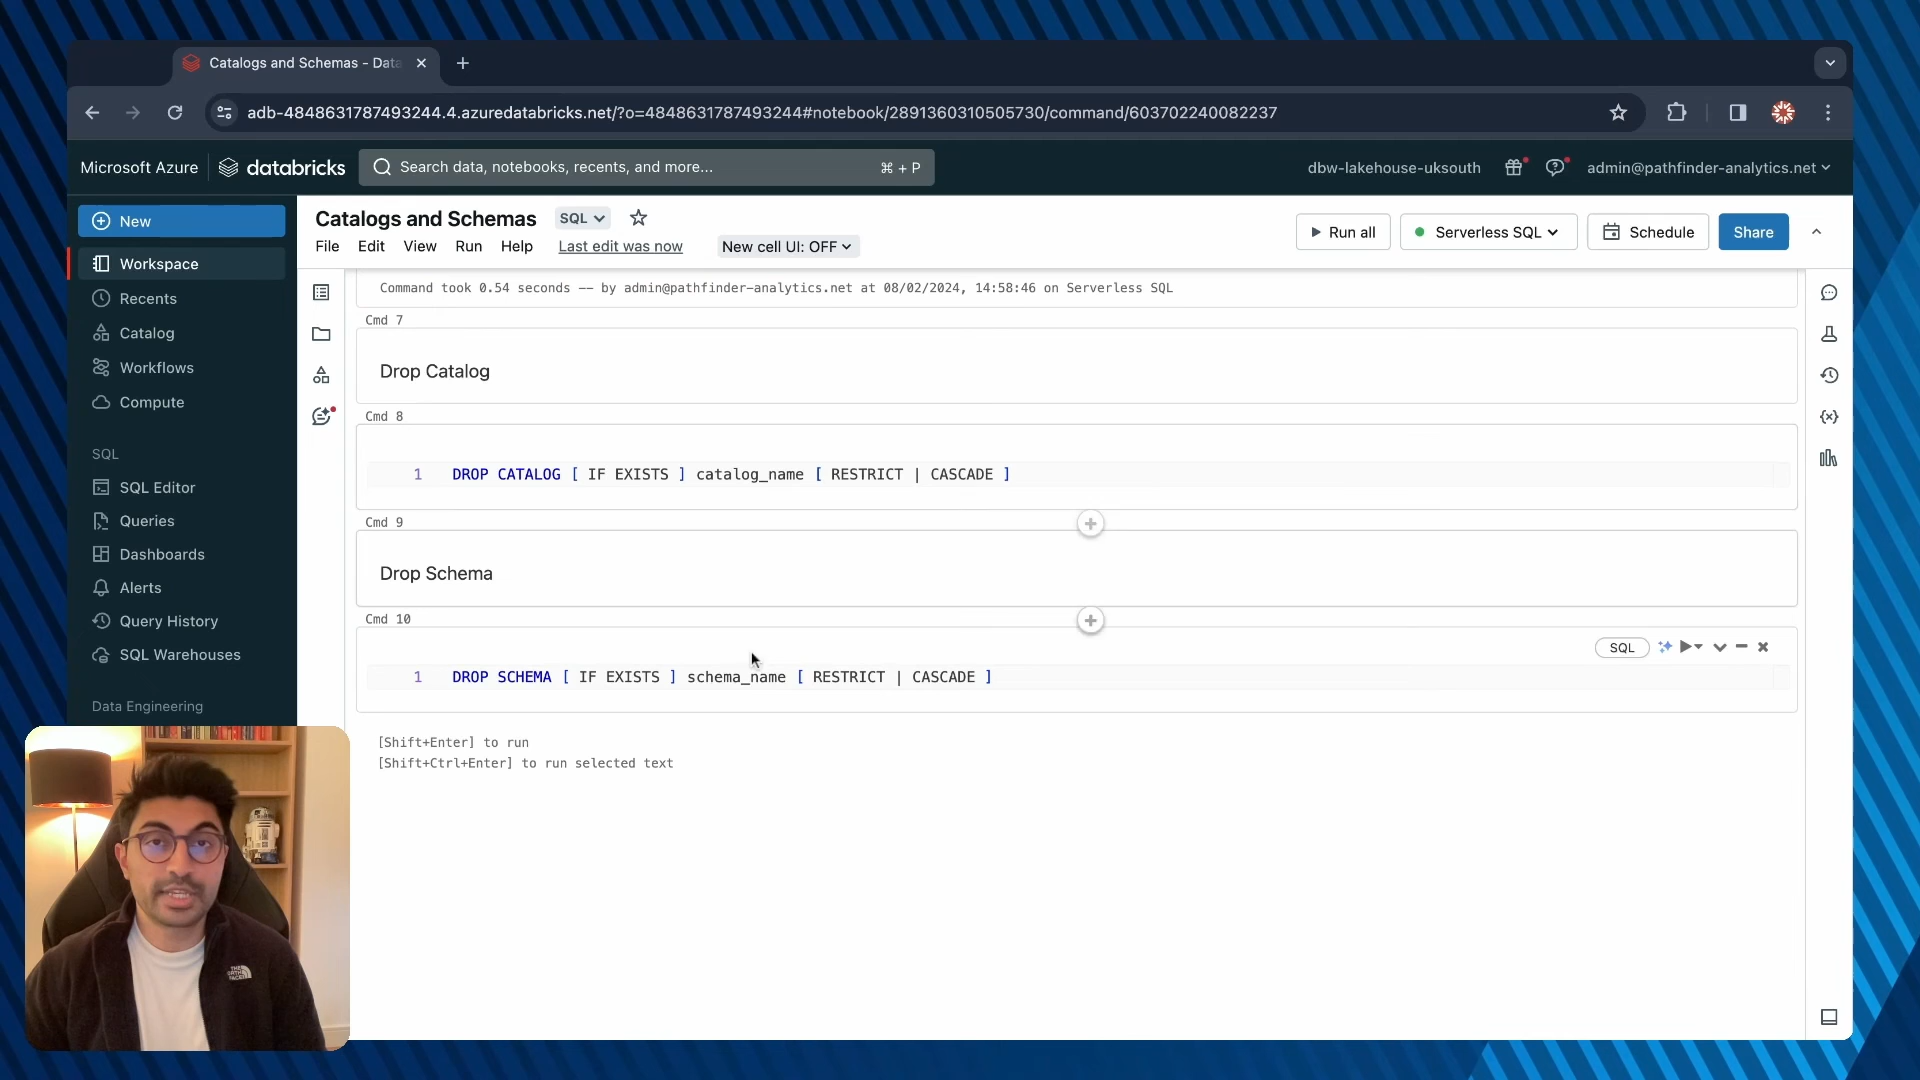 Catalogs and Schemas - Data
adb-4848631787493244.4.azuredatabricks.net/?o=4848631787493244#notebook/2891360310505730/command/603702240082237
Microsoft Azure databricks
Search data, notebooks, recents, and more... ⌘ + P
dbw-lakehouse-uksouth
admin@pathfinder-analytics.net
New
Workspace
Recents
Catalog
Workflows
Compute
SQL
SQL Editor
Queries
Dashboards
Alerts
Query History
SQL Warehouses
Data Engineering
Catalogs and Schemas SQL
File Edit View Run Help Last edit was now New cell UI: OFF
Run all Serverless SQL Schedule Share
Command took 0.54 seconds -- by admin@pathfinder-analytics.net at 08/02/2024, 14:58:46 on Serverless SQL
Cmd 7
Drop Catalog
Cmd 8
1 DROP CATALOG [ IF EXISTS ] catalog_name [ RESTRICT | CASCADE ]
Cmd 9
Drop Schema
Cmd 10
SQL
1 DROP SCHEMA [ IF EXISTS ] schema_name [ RESTRICT | CASCADE ]
[Shift+Enter] to run
[Shift+Ctrl+Enter] to run selected text
THE NORTH FACE